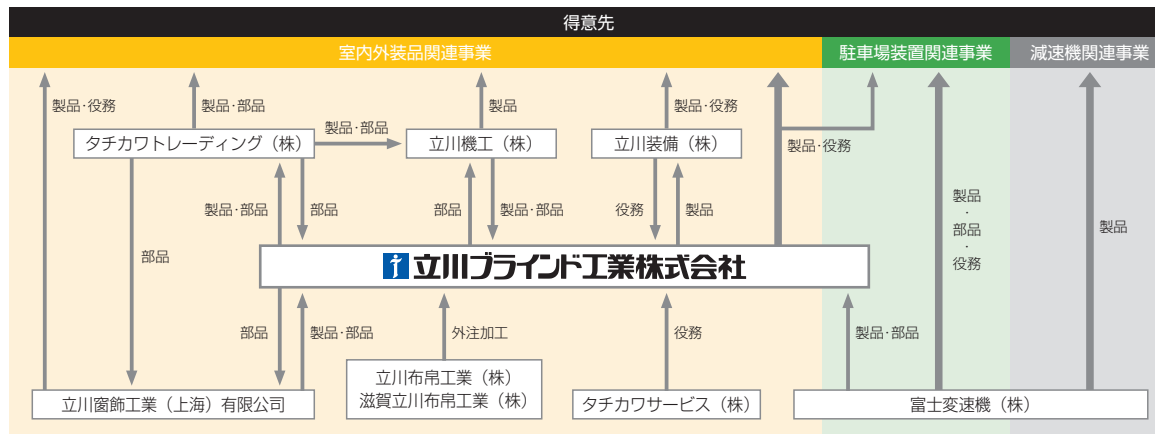 得意先
室内外装品関連事業
駐車場装置関連事業
減速機関連事業
製品・役務
製品・部品
製品
製品・役務
製品・部品
タチカワトレーディング（株）
立川機工（株）
立川装備（株）
製品・役務
製品・部品
部品
部品
製品・部品
役務
製品
製品
・
部品
・
役務
製品
部品
立川ブラインド工業株式会社
部品
製品・部品
外注加工
役務
製品・部品
立川布帛工業（株）
滋賀立川布帛工業（株）
立川窗飾工業（上海）有限公司
タチカワサービス（株）
富士変速機（株）